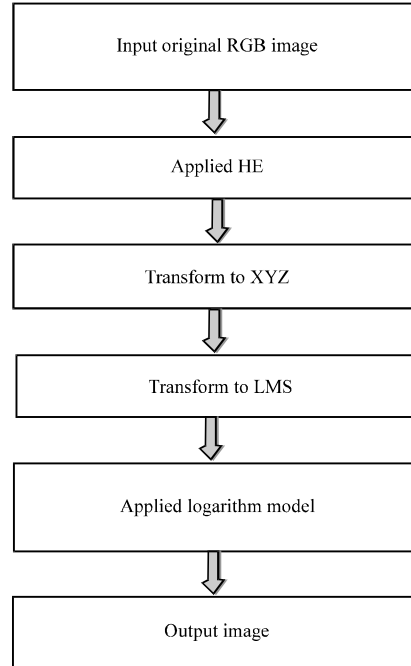 Input original RGB image
Applied HE
Transform to XYZ
Transform to LMS
Applied logarithm model
Output image